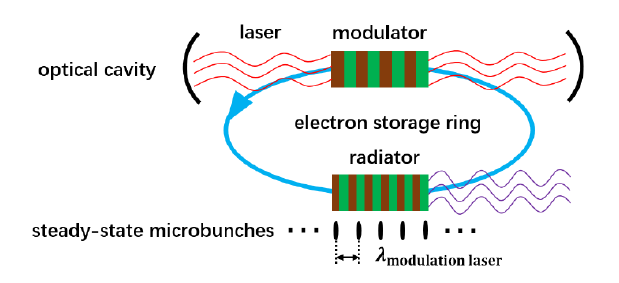 laser
modulator
optical cavity
electron storage ring
radiator
steady-state microbunches ··· ···
λmodulation laser